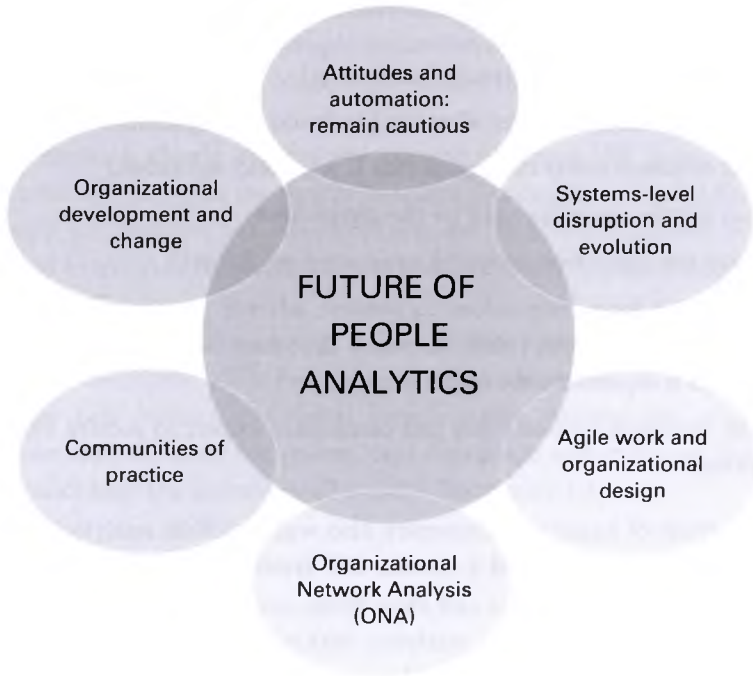 Attitudes and
automation:
remain cautious
Systems-level
disruption and
evolution
Agile work and
organizational
design
Organizational
Network Analysis
(ONA)
Communities of
practice
Organizational
development and
change
FUTURE OF
PEOPLE
ANALYTICS